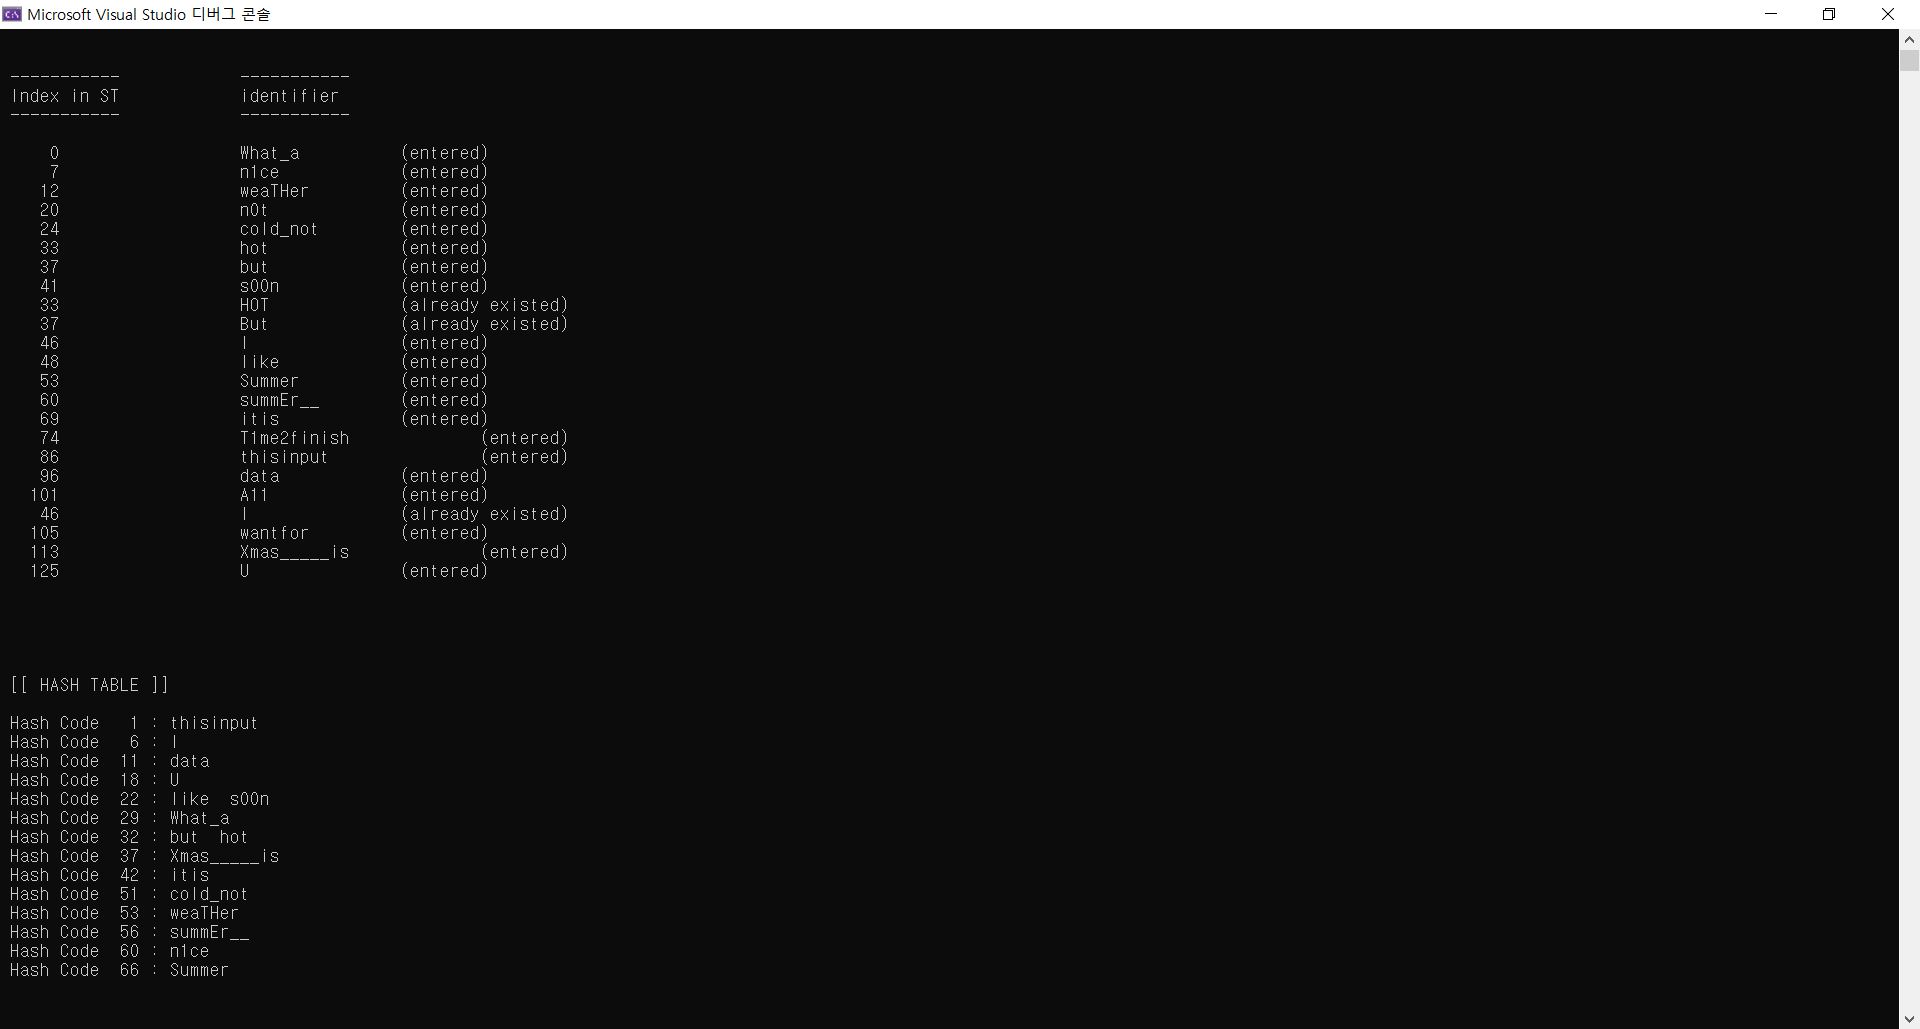 Microsoft Visual Studio 디버그 콘솔
----------- -----------
Index in ST identifier
----------- -----------
0 What_a (entered)
7 n1ce (entered)
12 weaTHer (entered)
20 n0t (entered)
24 cold_not (entered)
33 hot (entered)
37 but (entered)
41 s00n (entered)
33 HOT (already existed)
37 But (already existed)
46 I (entered)
48 like (entered)
53 Summer (entered)
60 summEr__ (entered)
69 itis (entered)
74 T1me2finish (entered)
86 thisinput (entered)
96 data (entered)
101 A11 (entered)
46 I (already existed)
105 wantfor (entered)
113 Xmas_____is (entered)
125 U (entered)
[[ HASH TABLE ]]
Hash Code 1 : thisinput
Hash Code 6 : I
Hash Code 11 : data
Hash Code 18 : U
Hash Code 22 : like s00n
Hash Code 29 : What_a
Hash Code 32 : but hot
Hash Code 37 : Xmas_____is
Hash Code 42 : itis
Hash Code 51 : cold_not
Hash Code 53 : weaTHer
Hash Code 56 : summEr__
Hash Code 60 : n1ce
Hash Code 66 : Summer